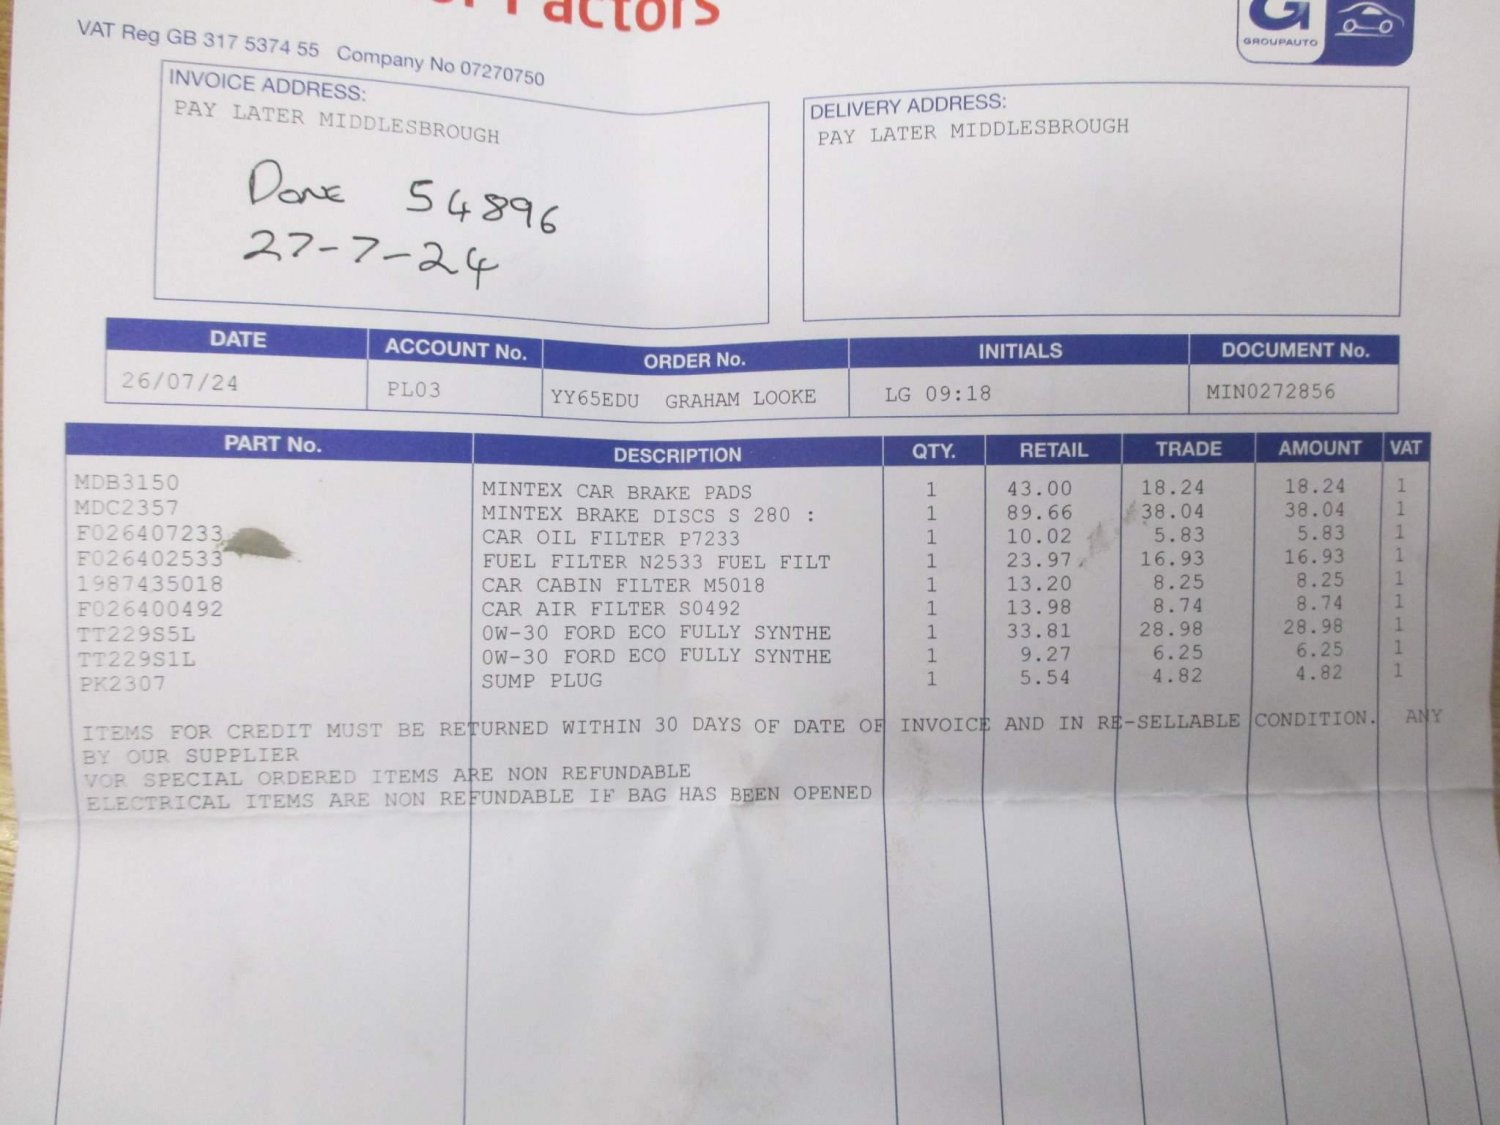 Factors
GROUPAUTO
VAT Reg GB 317 5374 55 Company No 07270750
INVOICE ADDRESS:
PAY LATER MIDDLESBROUGH
Done 54896
27-7-24
DELIVERY ADDRESS:
PAY LATER MIDDLESBROUGH
DATE ACCOUNT No. ORDER No. INITIALS DOCUMENT No.
26/07/24 PL03 YY65EDU GRAHAM LOOKE LG 09:18 MIN0272856
PART No. DESCRIPTION QTY. RETAIL TRADE AMOUNT VAT
MDB3150 MINTEX CAR BRAKE PADS 1 43.00 18.24 18.24 1
MDC2357 MINTEX BRAKE DISCS S 280 : 1 89.66 38.04 38.04 1
F026407233 CAR OIL FILTER P7233 1 10.02 5.83 5.83 1
F026402533 FUEL FILTER N2533 FUEL FILT 1 23.97 16.93 16.93 1
1987435018 CAR CABIN FILTER M5018 1 13.20 8.25 8.25 1
F026400492 CAR AIR FILTER S0492 1 13.98 8.74 8.74 1
TT229S5L 0W-30 FORD ECO FULLY SYNTHE 1 33.81 28.98 28.98 1
TT229S1L 0W-30 FORD ECO FULLY SYNTHE 1 9.27 6.25 6.25 1
PK2307 SUMP PLUG 1 5.54 4.82 4.82 1
ITEMS FOR CREDIT MUST BE RETURNED WITHIN 30 DAYS OF DATE OF INVOICE AND IN RE-SELLABLE CONDITION. ANY
BY OUR SUPPLIER
VOR SPECIAL ORDERED ITEMS ARE NON REFUNDABLE
ELECTRICAL ITEMS ARE NON REFUNDABLE IF BAG HAS BEEN OPENED